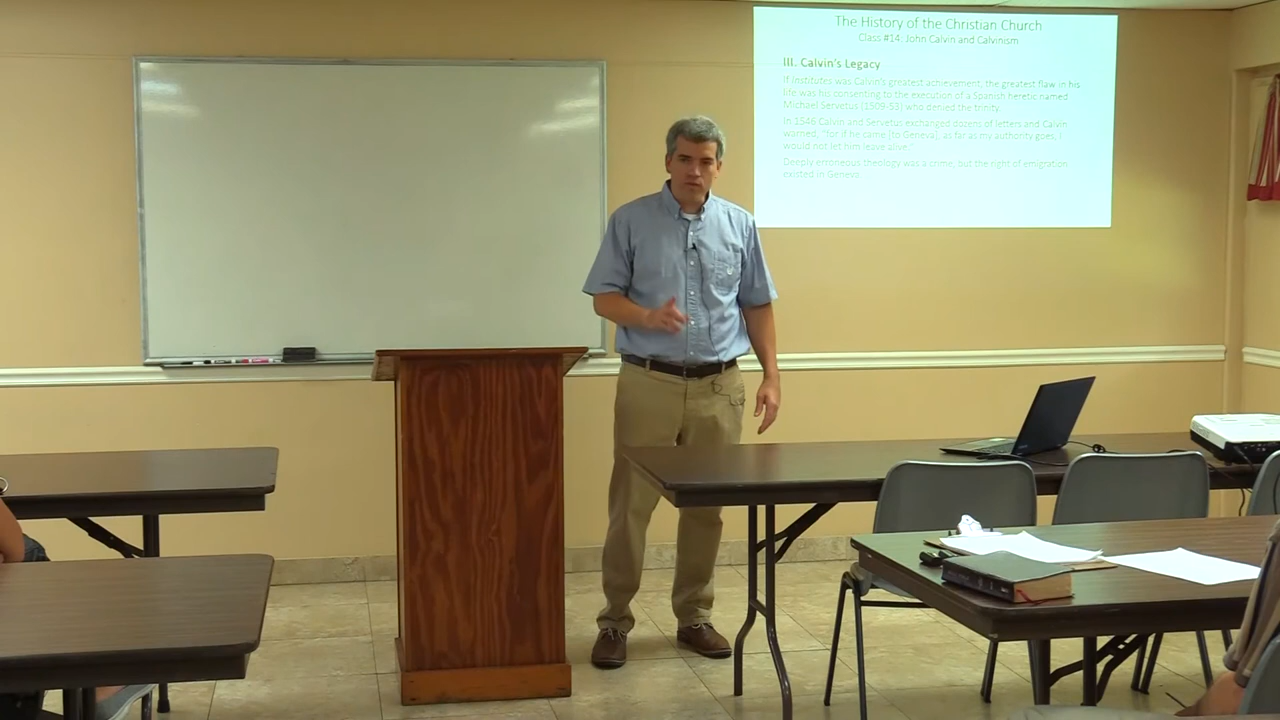 The History of the Christian Church
Class #14: John Calvin and Calvinism
III. Calvin's Legacy
If Institutes was Calvin's greatest achievement, the greatest flaw in his
life was his consenting to the execution of a Spanish heretic named
Michael Servetus (1509-53) who denied the trinity.
In 1546 Calvin and Servetus exchanged dozens of letters and Calvin
warned, "for if he came [to Geneva], as far as my authority goes, I
would not let him leave alive."
Deeply erroneous theology was a crime, but the right of emigration
existed in Geneva.